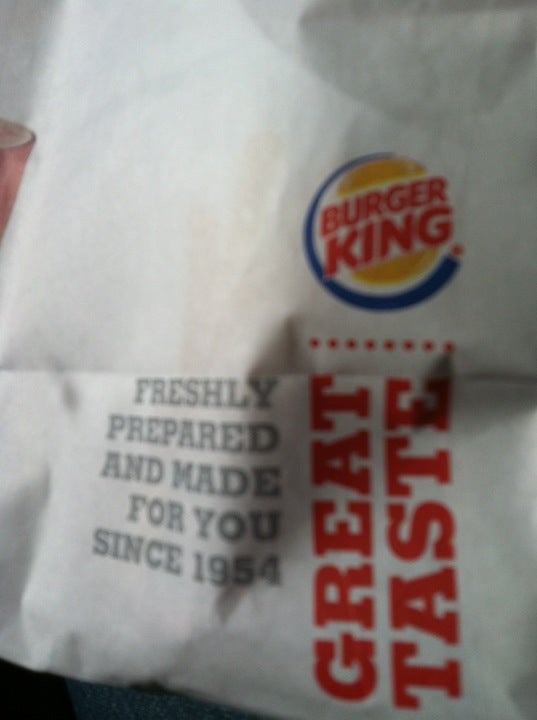 BURGER
KING
FRESHLY
PREPARED
AND MADE
FOR YOU
SINCE 1954
GREAT
TASTE